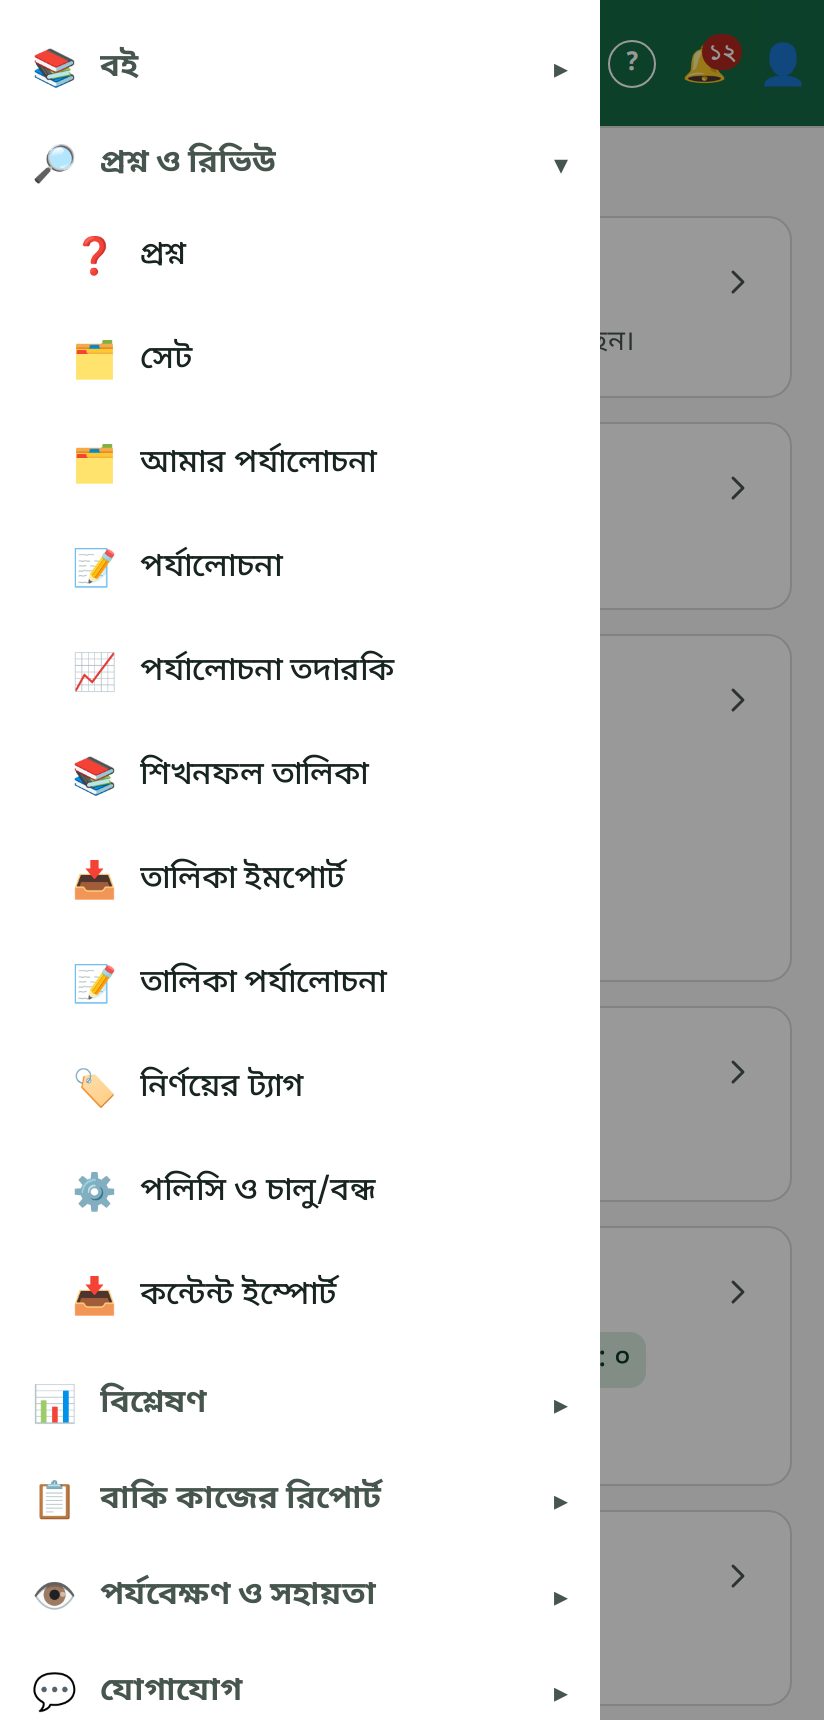 বই
?
১২
প্রশ্ন ও রিভিউ
প্রশ্ন
সেট
আমার পর্যালোচনা
পর্যালোচনা
পর্যালোচনা তদারকি
শিখনফল তালিকা
তালিকা ইমপোর্ট
তালিকা পর্যালোচনা
নির্ণয়ের ট্যাগ
পলিসি ও চালু/বন্ধ
কন্টেন্ট ইম্পোর্ট
: ০
বিশ্লেষণ
বাকি কাজের রিপোর্ট
পর্যবেক্ষণ ও সহায়তা
যোগাযোগ